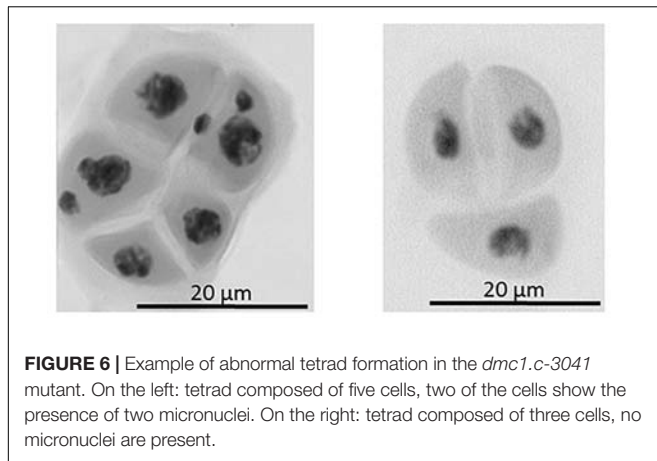 20 µm
20 µm
FIGURE 6 | Example of abnormal tetrad formation in the dmc1.c-3041
mutant. On the left: tetrad composed of five cells, two of the cells show the
presence of two micronuclei. On the right: tetrad composed of three cells, no
micronuclei are present.